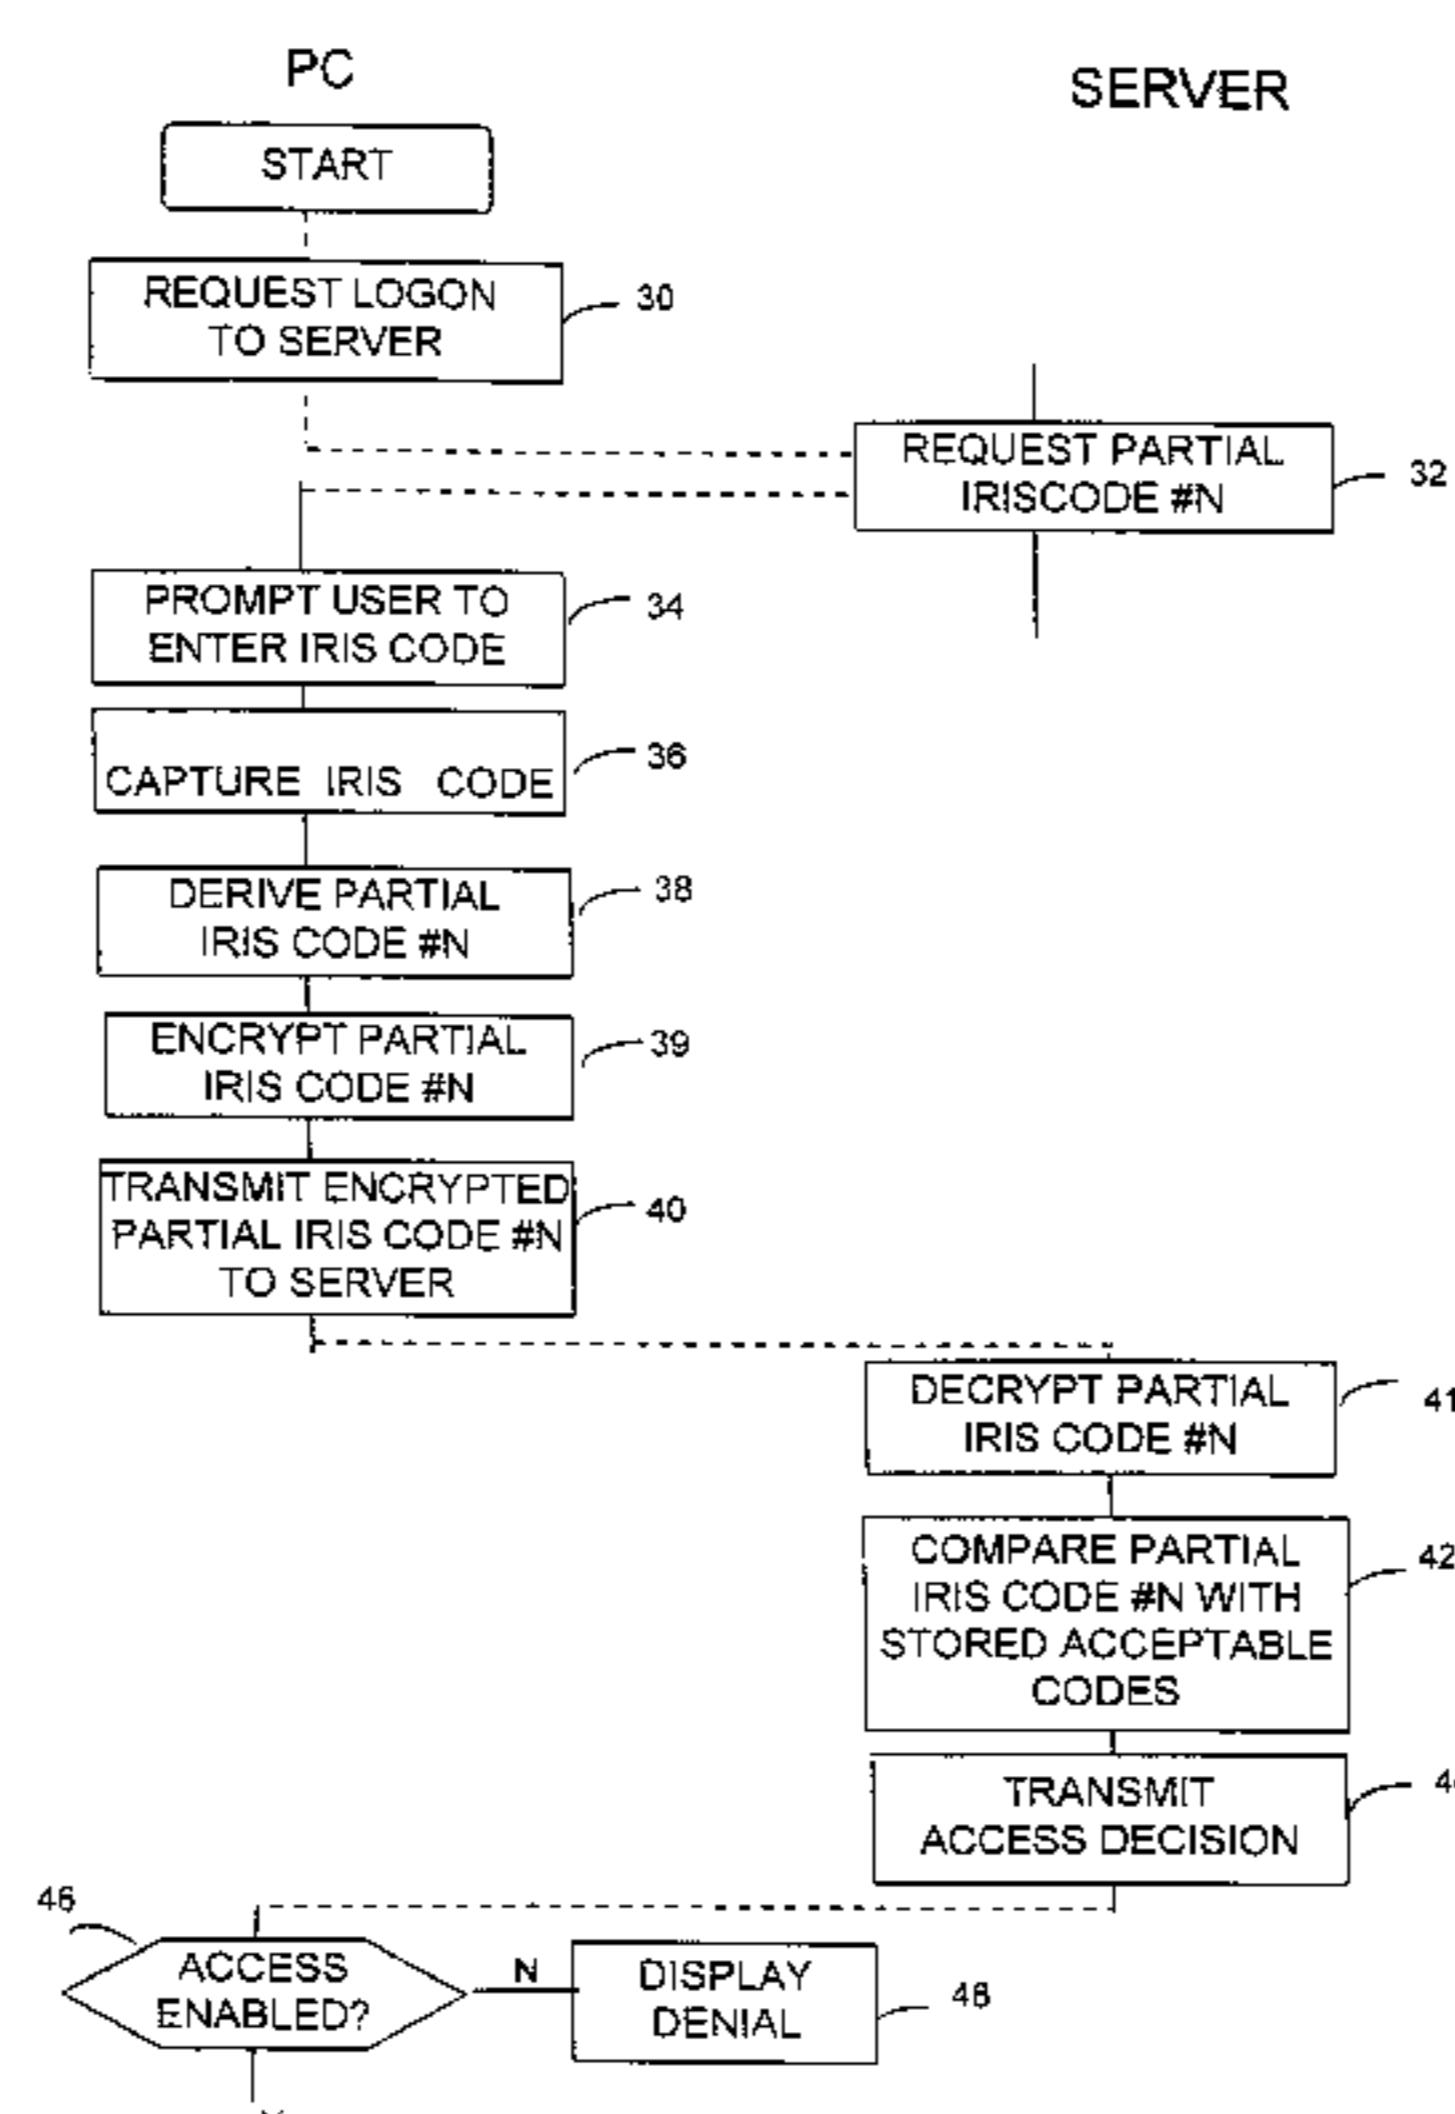 PC
SERVER
START
REQUEST LOGON
TO SERVER
30
REQUEST PARTIAL
IRISCODE #N
32
PROMPT USER TO
ENTER IRIS CODE
34
CAPTURE IRIS CODE
36
DERIVE PARTIAL
IRIS CODE #N
38
ENCRYPT PARTIAL
IRIS CODE #N
39
TRANSMIT ENCRYPTED
PARTIAL IRIS CODE #N
TO SERVER
40
DECRYPT PARTIAL
IRIS CODE #N
41
COMPARE PARTIAL
IRIS CODE #N WITH
STORED ACCEPTABLE
CODES
42
TRANSMIT
ACCESS DECISION
46
ACCESS
ENABLED?
N
DISPLAY
DENIAL
48